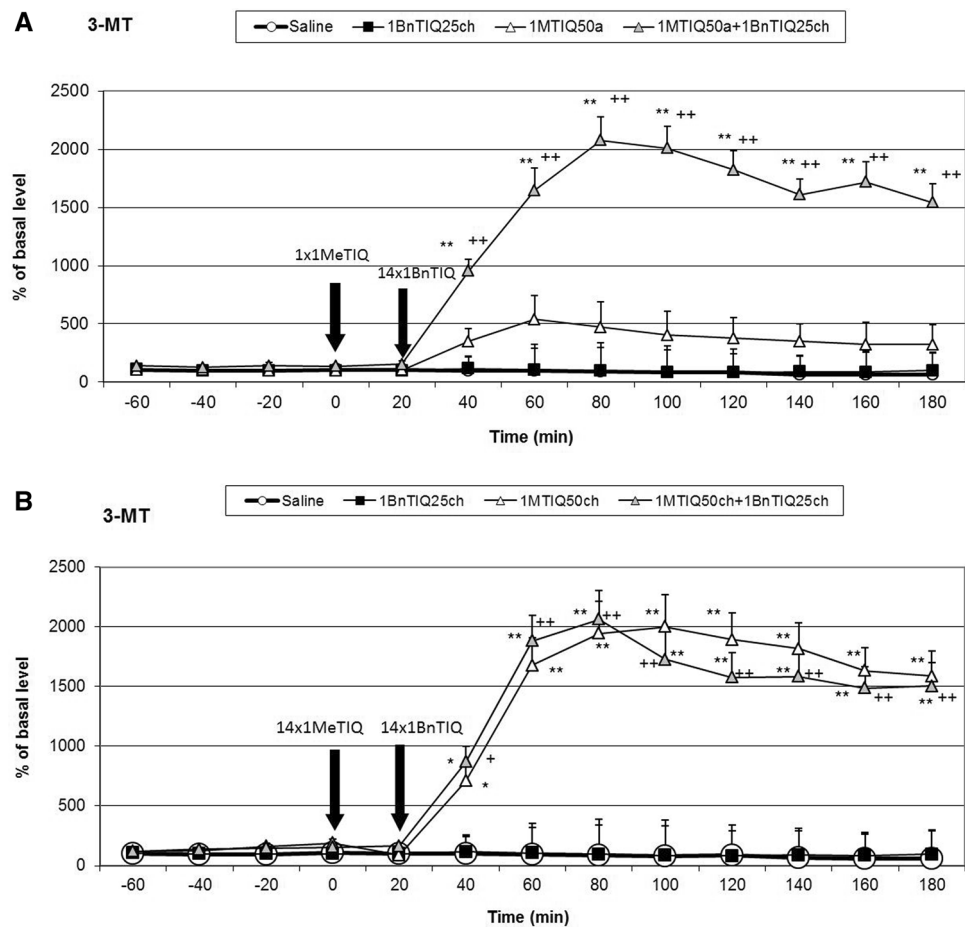 A
3-MT
Saline 1BnTIQ25ch 1MTIQ50a 1MTIQ50a+1BnTIQ25ch
% of basal level
2500
2000
1500
1000
500
0
** ++
** ++
** ++
** ++
** ++
** ++
** ++
** ++
1x1MeTIQ
14x1BnTIQ
-60 -40 -20 0 20 40 60 80 100 120 140 160 180
Time (min)
B
3-MT
Saline 1BnTIQ25ch 1MTIQ50ch 1MTIQ50ch+1BnTIQ25ch
% of basal level
2500
2000
1500
1000
500
0
14x1MeTIQ
14x1BnTIQ
* + *
** ++ **
** ++ **
** ++ **
** ** ++
** ** ++
** ** ++
** ** ++
-60 -40 -20 0 20 40 60 80 100 120 140 160 180
Time (min)